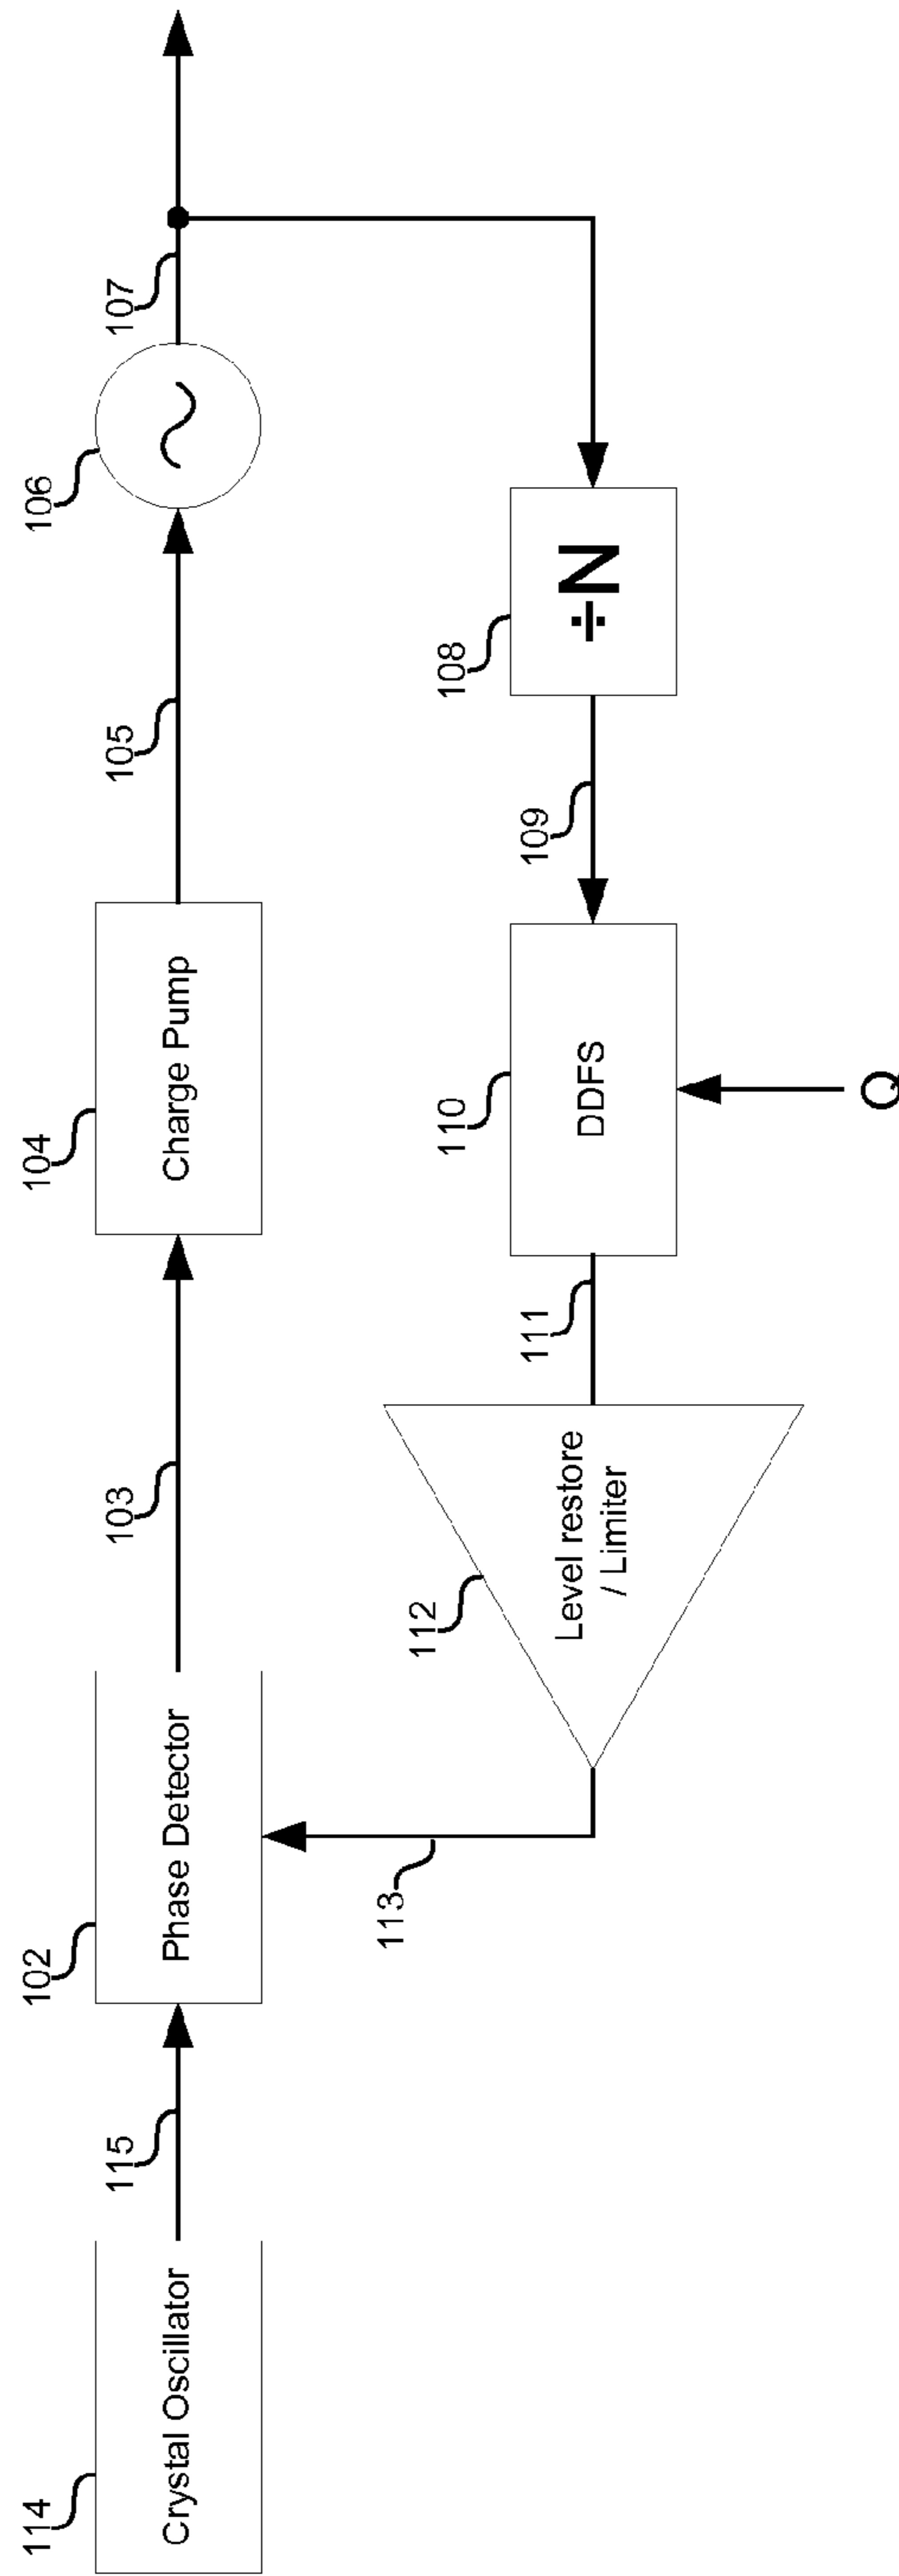 114
Crystal Oscillator
115
102
Phase Detector
103
104
Charge Pump
105
106
107
113
112
Level restore
/ Limiter
111
110
DDFS
Q
109
108
÷N